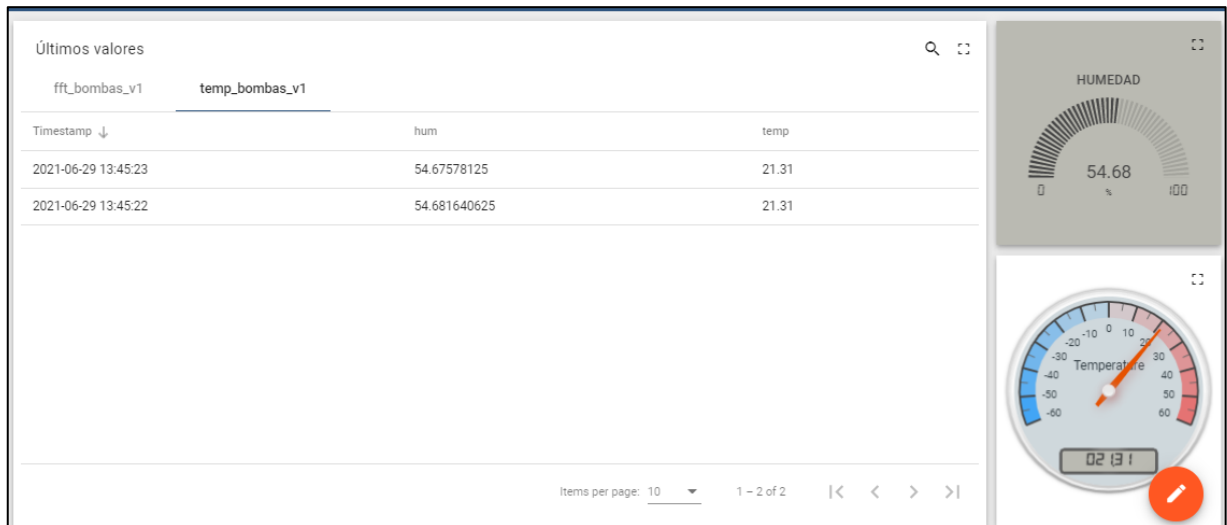 Últimos valores
fft_bombas_v1 temp_bombas_v1
Timestamp ↓ hum temp
2021-06-29 13:45:23 54.67578125 21.31
2021-06-29 13:45:22 54.681640625 21.31
Items per page: 10 1 – 2 of 2
HUMEDAD
54.68
0 % 100
-60 -50 -40 -30 -20 -10 0 10 20 30 40 50 60
Temperature
021.31